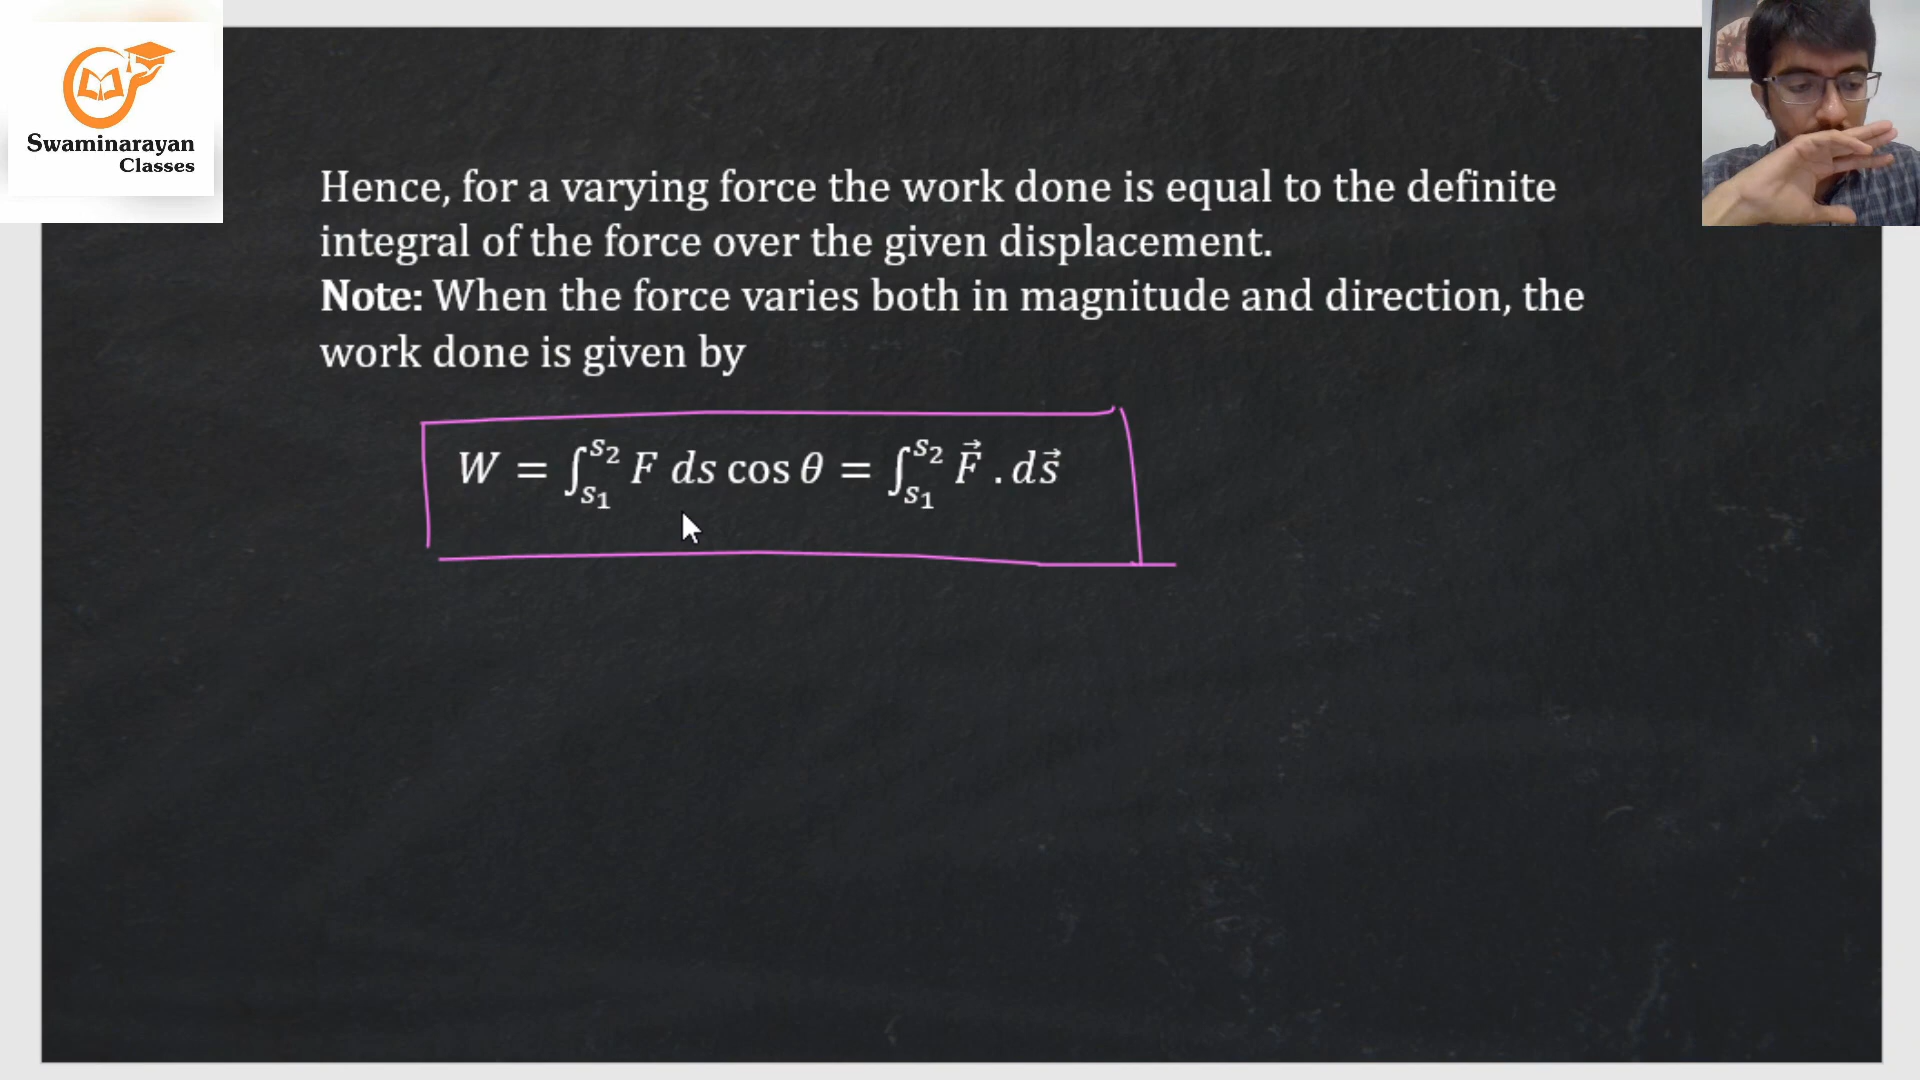 Swaminarayan
Classes
Hence, for a varying force the work done is equal to the definite
integral of the force over the given displacement.
Note: When the force varies both in magnitude and direction, the
work done is given by
W = ∫_{s₁}^{s₂} F ds cos θ = ∫_{s₁}^{s₂} F⃗ . ds⃗